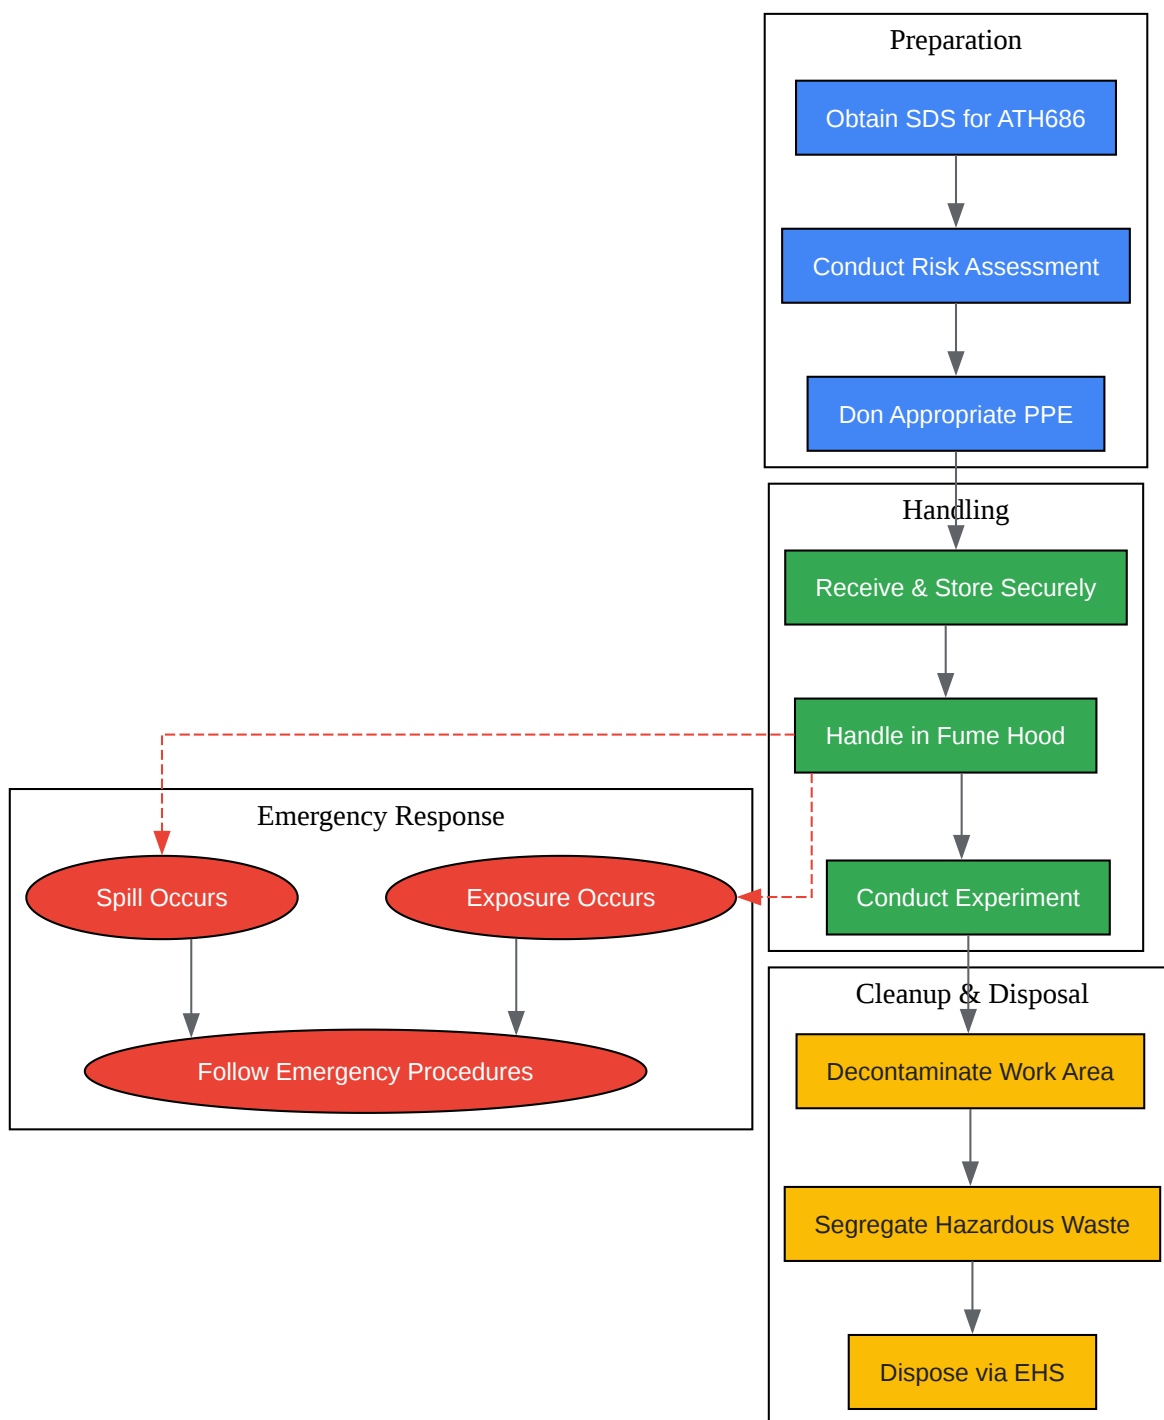 Preparation
Obtain SDS for ATH686
Conduct Risk Assessment
Don Appropriate PPE
Handling
Receive & Store Securely
Handle in Fume Hood
Conduct Experiment
Emergency Response
Spill Occurs
Exposure Occurs
Follow Emergency Procedures
Cleanup & Disposal
Decontaminate Work Area
Segregate Hazardous Waste
Dispose via EHS